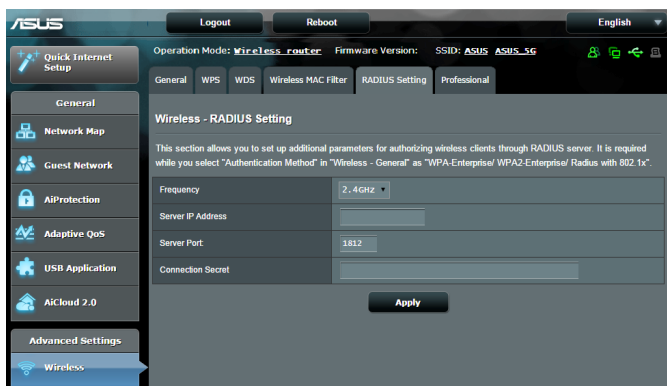 ASUS
Logout
Reboot
English
Quick Internet Setup
Operation Mode: Wireless router Firmware Version: SSID: ASUS ASUS_5G
General
WPS
WDS
Wireless MAC Filter
RADIUS Setting
Professional
General
Network Map
Guest Network
AiProtection
Adaptive QoS
USB Application
AiCloud 2.0
Advanced Settings
Wireless
Wireless - RADIUS Setting
This section allows you to set up additional parameters for authorizing wireless clients through RADIUS server. It is required
while you select "Authentication Method" in "Wireless - General" as "WPA-Enterprise/ WPA2-Enterprise/ Radius with 802.1x".
Frequency
2.4GHz
Server IP Address
Server Port
1812
Connection Secret
Apply